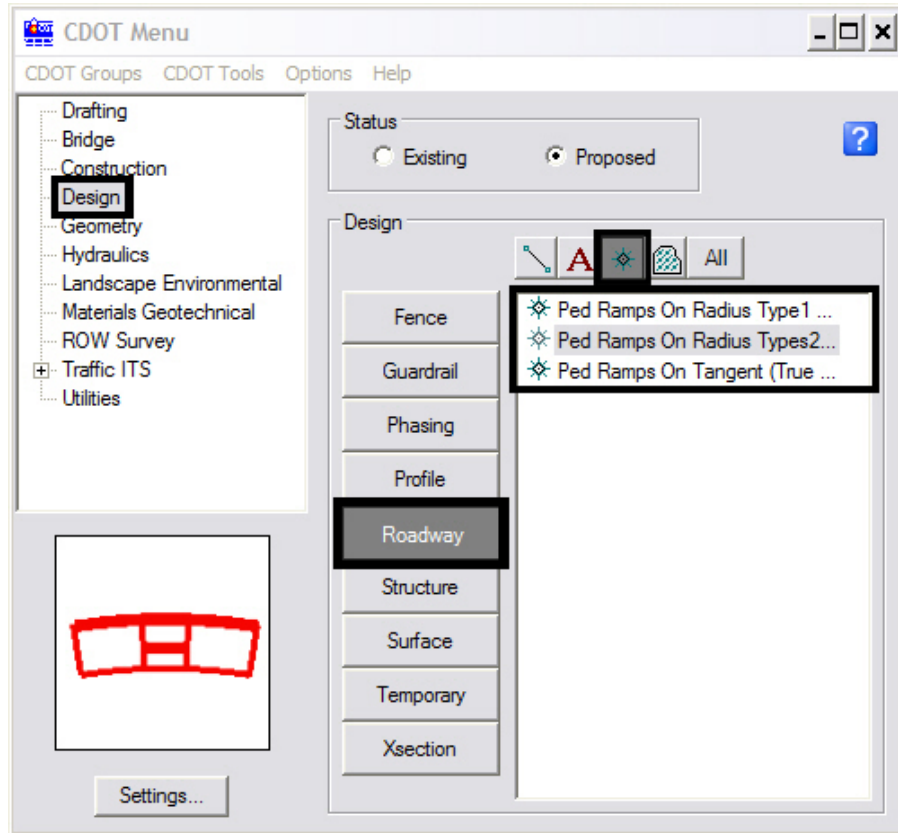 CDOT Menu
CDOT Groups CDOT Tools Options Help
Drafting
Bridge
Construction
Design
Geometry
Hydraulics
Landscape Environmental
Materials Geotechnical
ROW Survey
Traffic ITS
Utilities
Status
Existing Proposed
?
Design
A All
Fence
Guardrail
Phasing
Profile
Roadway
Structure
Surface
Temporary
Xsection
Ped Ramps On Radius Type1 ...
Ped Ramps On Radius Types2...
Ped Ramps On Tangent (True ...
Settings...